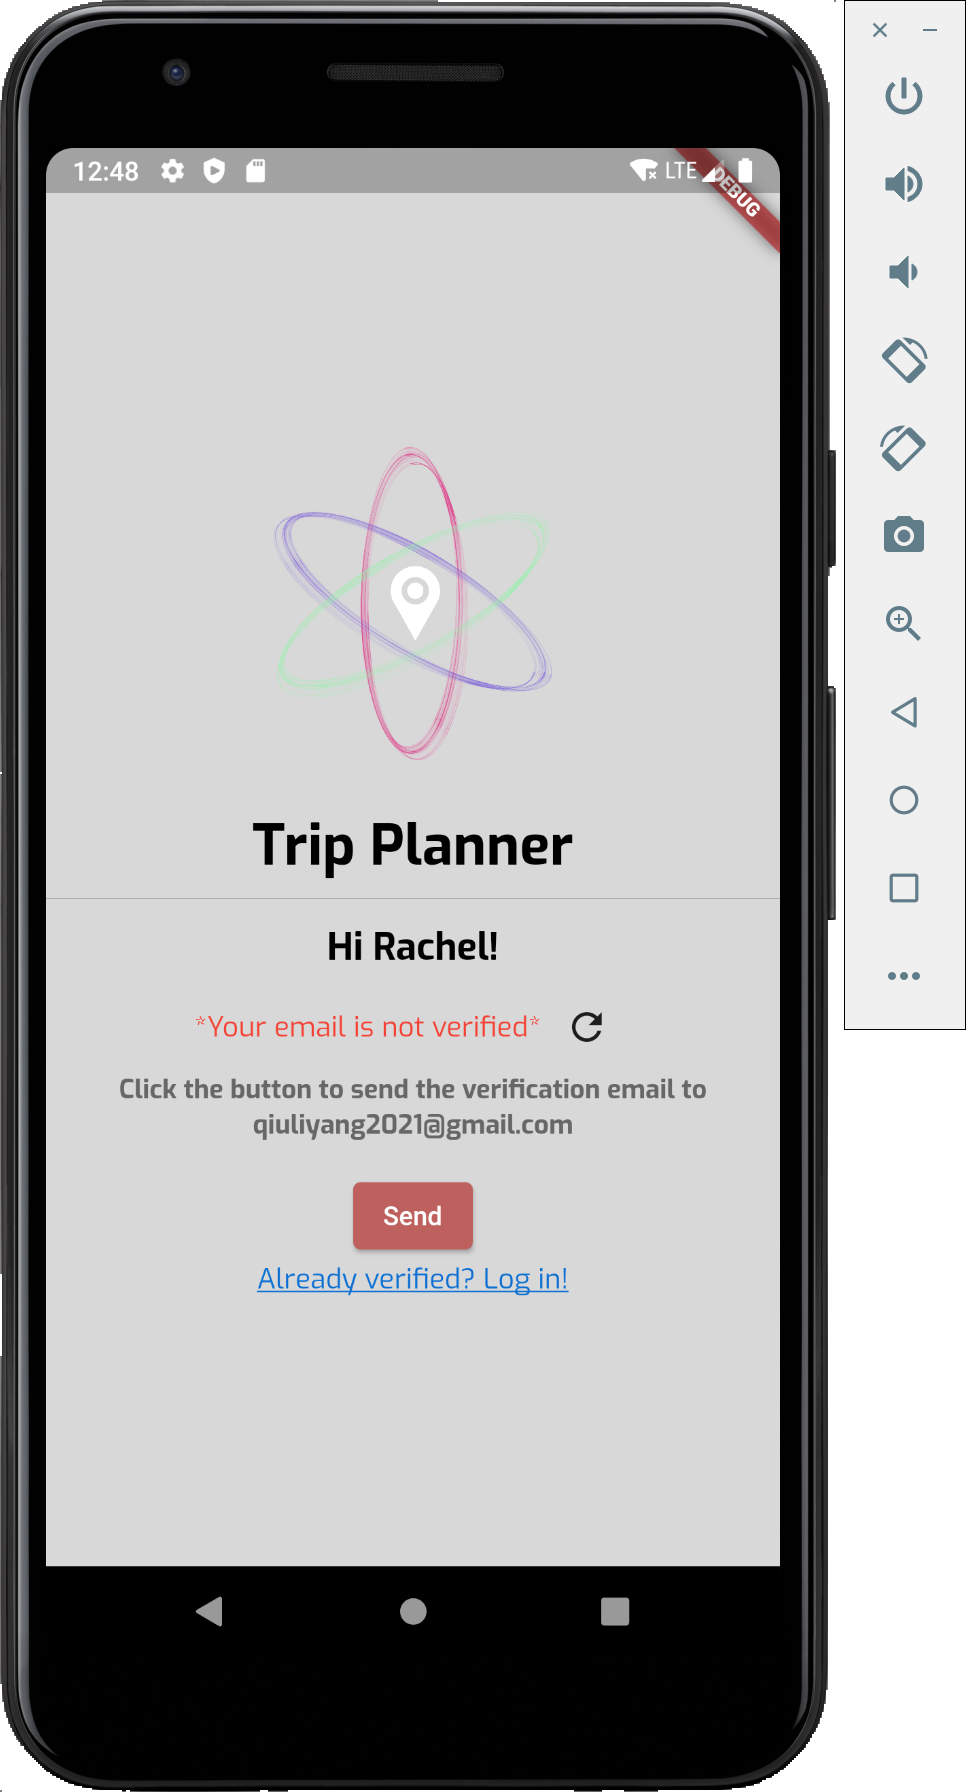 12:48
LTE
DEBUG
Trip Planner
Hi Rachel!
*Your email is not verified*
Click the button to send the verification email to
qiuliyang2021@gmail.com
Send
Already verified? Log in!